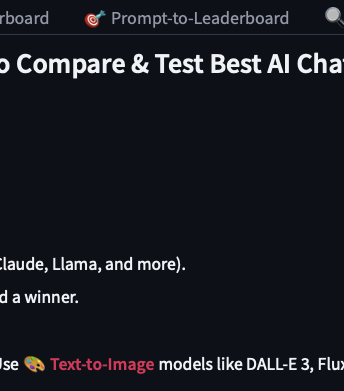 rboard 🎯 Prompt-to-Leaderboard 🔍
o Compare & Test Best AI Cha
Claude, Llama, and more).
d a winner.
Use 🎨 Text-to-Image models like DALL-E 3, Flux